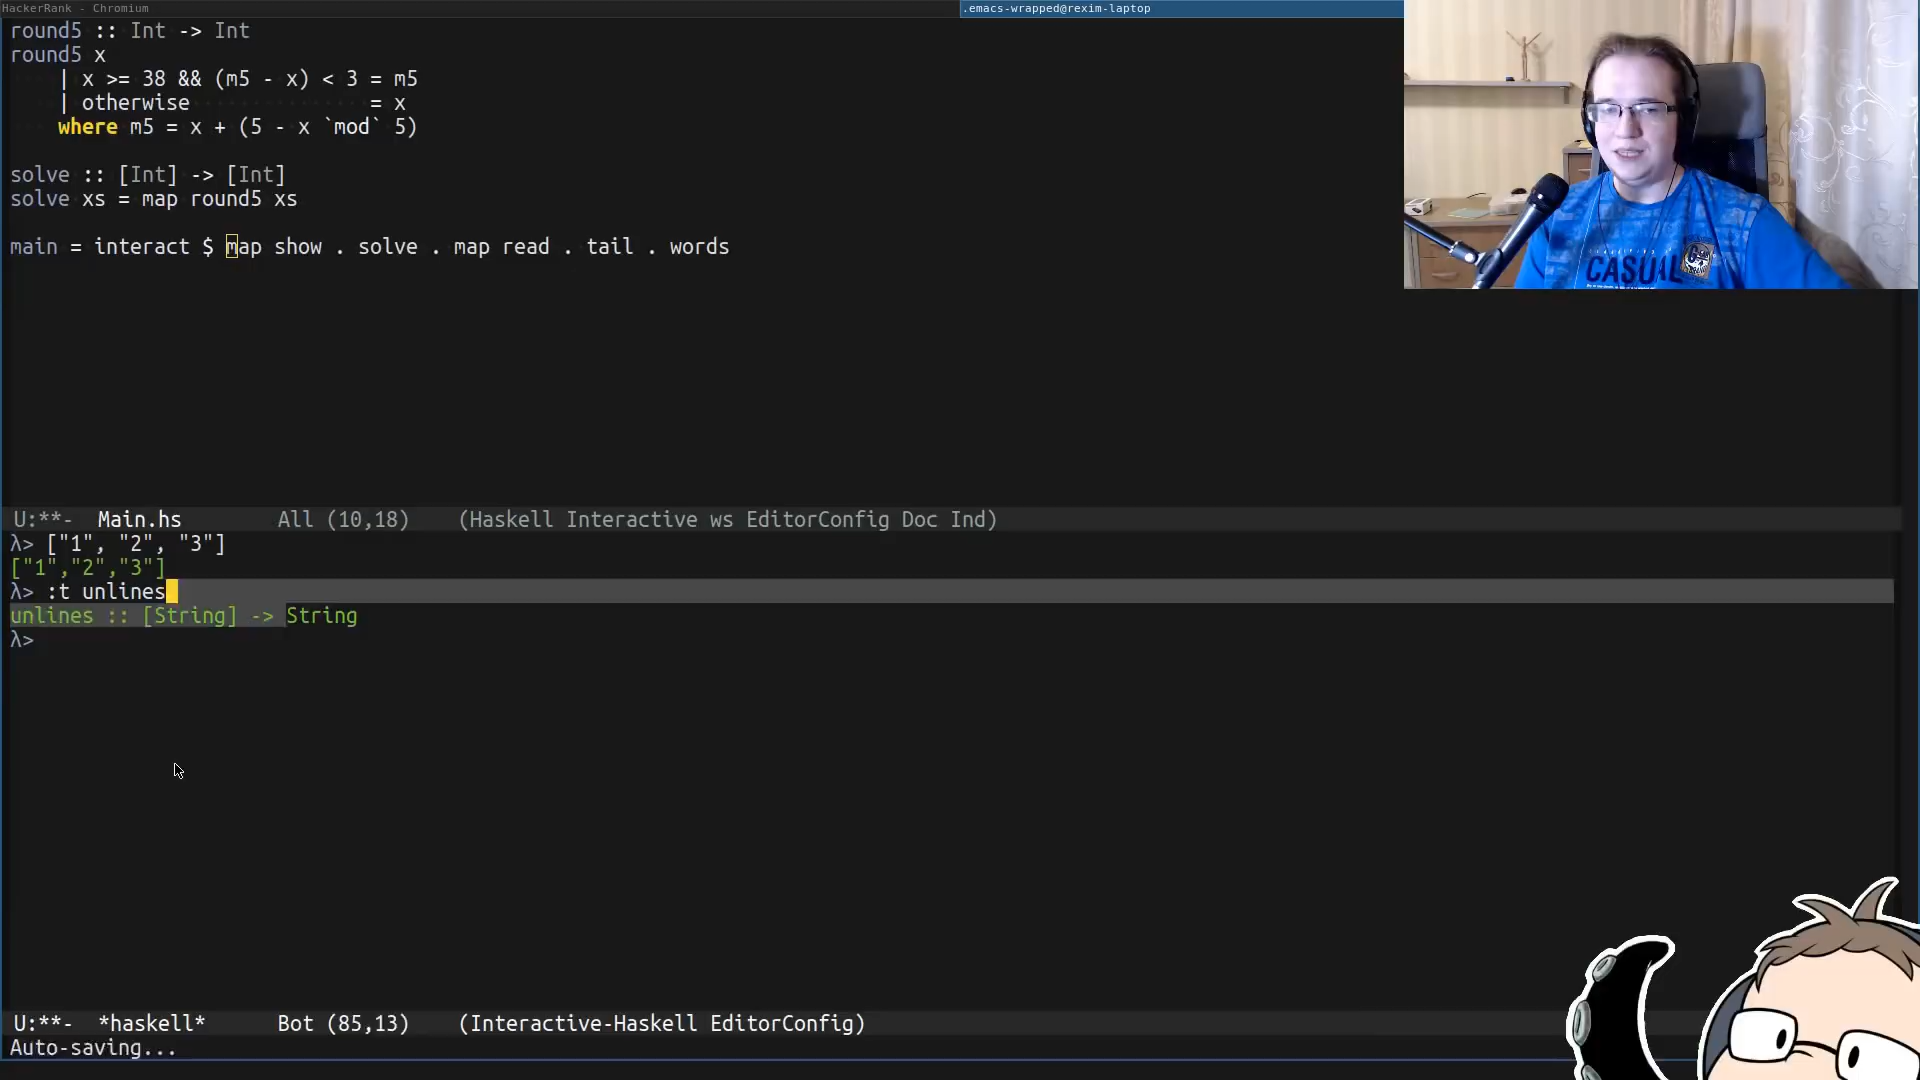 HackerRank - Chromium
.emacs-wrapped@rexim-laptop
round5 :: Int -> Int
round5 x
    | x >= 38 && (m5 - x) < 3 = m5
    | otherwise               = x
    where m5 = x + (5 - x `mod` 5)
solve :: [Int] -> [Int]
solve xs = map round5 xs
main = interact $ map show . solve . map read . tail . words
CASUAL
U:**-  Main.hs        All (10,18)    (Haskell Interactive ws EditorConfig Doc Ind)
λ> ["1", "2", "3"]
["1","2","3"]
λ> :t unlines
unlines :: [String] -> String
λ>
U:**-  *haskell*      Bot (85,13)    (Interactive-Haskell EditorConfig)
Auto-saving...